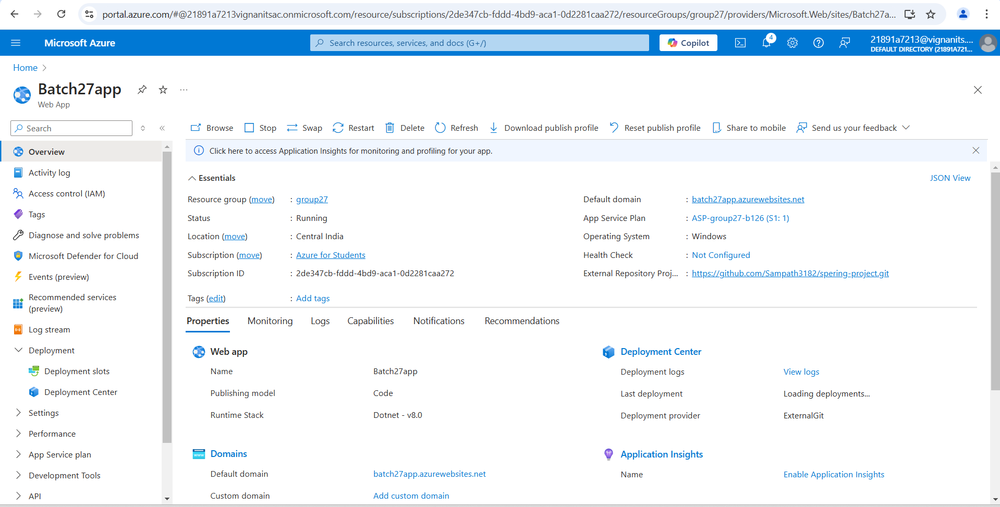 portal.azure.com/#@21891a7213vignanitsac.onmicrosoft.com/resource/subscriptions/2de347cb-fddd-4bd9-aca1-0d2281caa272/resourceGroups/group27/providers/Microsoft.Web/sites/Batch27a...
Microsoft Azure
Search resources, services, and docs (G+/)
Copilot
4
21891a7213@vignanits....
DEFAULT DIRECTORY (21891A721...
Home
Batch27app
Web App
Search
Browse Stop Swap Restart Delete Refresh Download publish profile Reset publish profile Share to mobile Send us your feedback
Click here to access Application Insights for monitoring and profiling for your app.
Overview
Activity log
Access control (IAM)
Tags
Diagnose and solve problems
Microsoft Defender for Cloud
Events (preview)
Recommended services
(preview)
Log stream
Deployment
Deployment slots
Deployment Center
Settings
Performance
App Service plan
Development Tools
API
Essentials
JSON View
Resource group (move) : group27
Status : Running
Location (move) : Central India
Subscription (move) : Azure for Students
Subscription ID : 2de347cb-fddd-4bd9-aca1-0d2281caa272
Default domain : batch27app.azurewebsites.net
App Service Plan : ASP-group27-b126 (S1: 1)
Operating System : Windows
Health Check : Not Configured
External Repository Proj... : https://github.com/Sampath3182/spering-project.git
Tags (edit) : Add tags
Properties Monitoring Logs Capabilities Notifications Recommendations
Web app
Name Batch27app
Publishing model Code
Runtime Stack Dotnet - v8.0
Deployment Center
Deployment logs View logs
Last deployment Loading deployments...
Deployment provider ExternalGit
www
Domains
Default domain batch27app.azurewebsites.net
Custom domain Add custom domain
Application Insights
Name Enable Application Insights